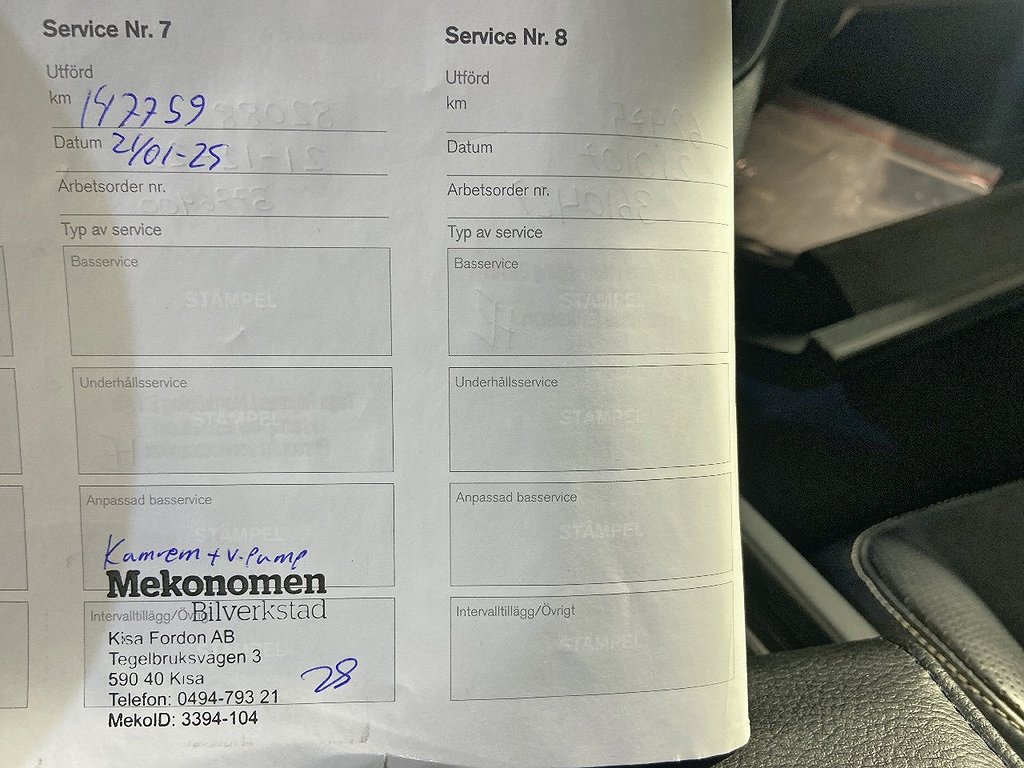 Service Nr. 7
Utförd
km 147759
Datum 21/01-25
Arbetsorder nr.
Typ av service
Basservice
STÄMPEL
Underhållsservice
STÄMPEL
Anpassad basservice
STÄMPEL
Kamrem + v.pump
Mekonomen
Bilverkstad
Intervalltillägg/Övrigt
Kisa Fordon AB
Tegelbruksvägen 3
590 40 Kisa
Telefon: 0494-793 21
MekoID: 3394-104
Service Nr. 8
Utförd
km
Datum
Arbetsorder nr.
Typ av service
Basservice
STÄMPEL
Underhållsservice
STÄMPEL
Anpassad basservice
STÄMPEL
Intervalltillägg/Övrigt
STÄMPEL